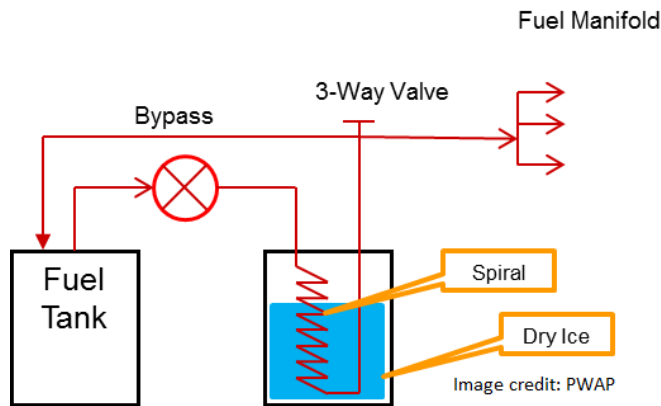 Fuel Manifold
3-Way Valve
Bypass
Fuel
Tank
Spiral
Dry Ice
Image credit: PWAP